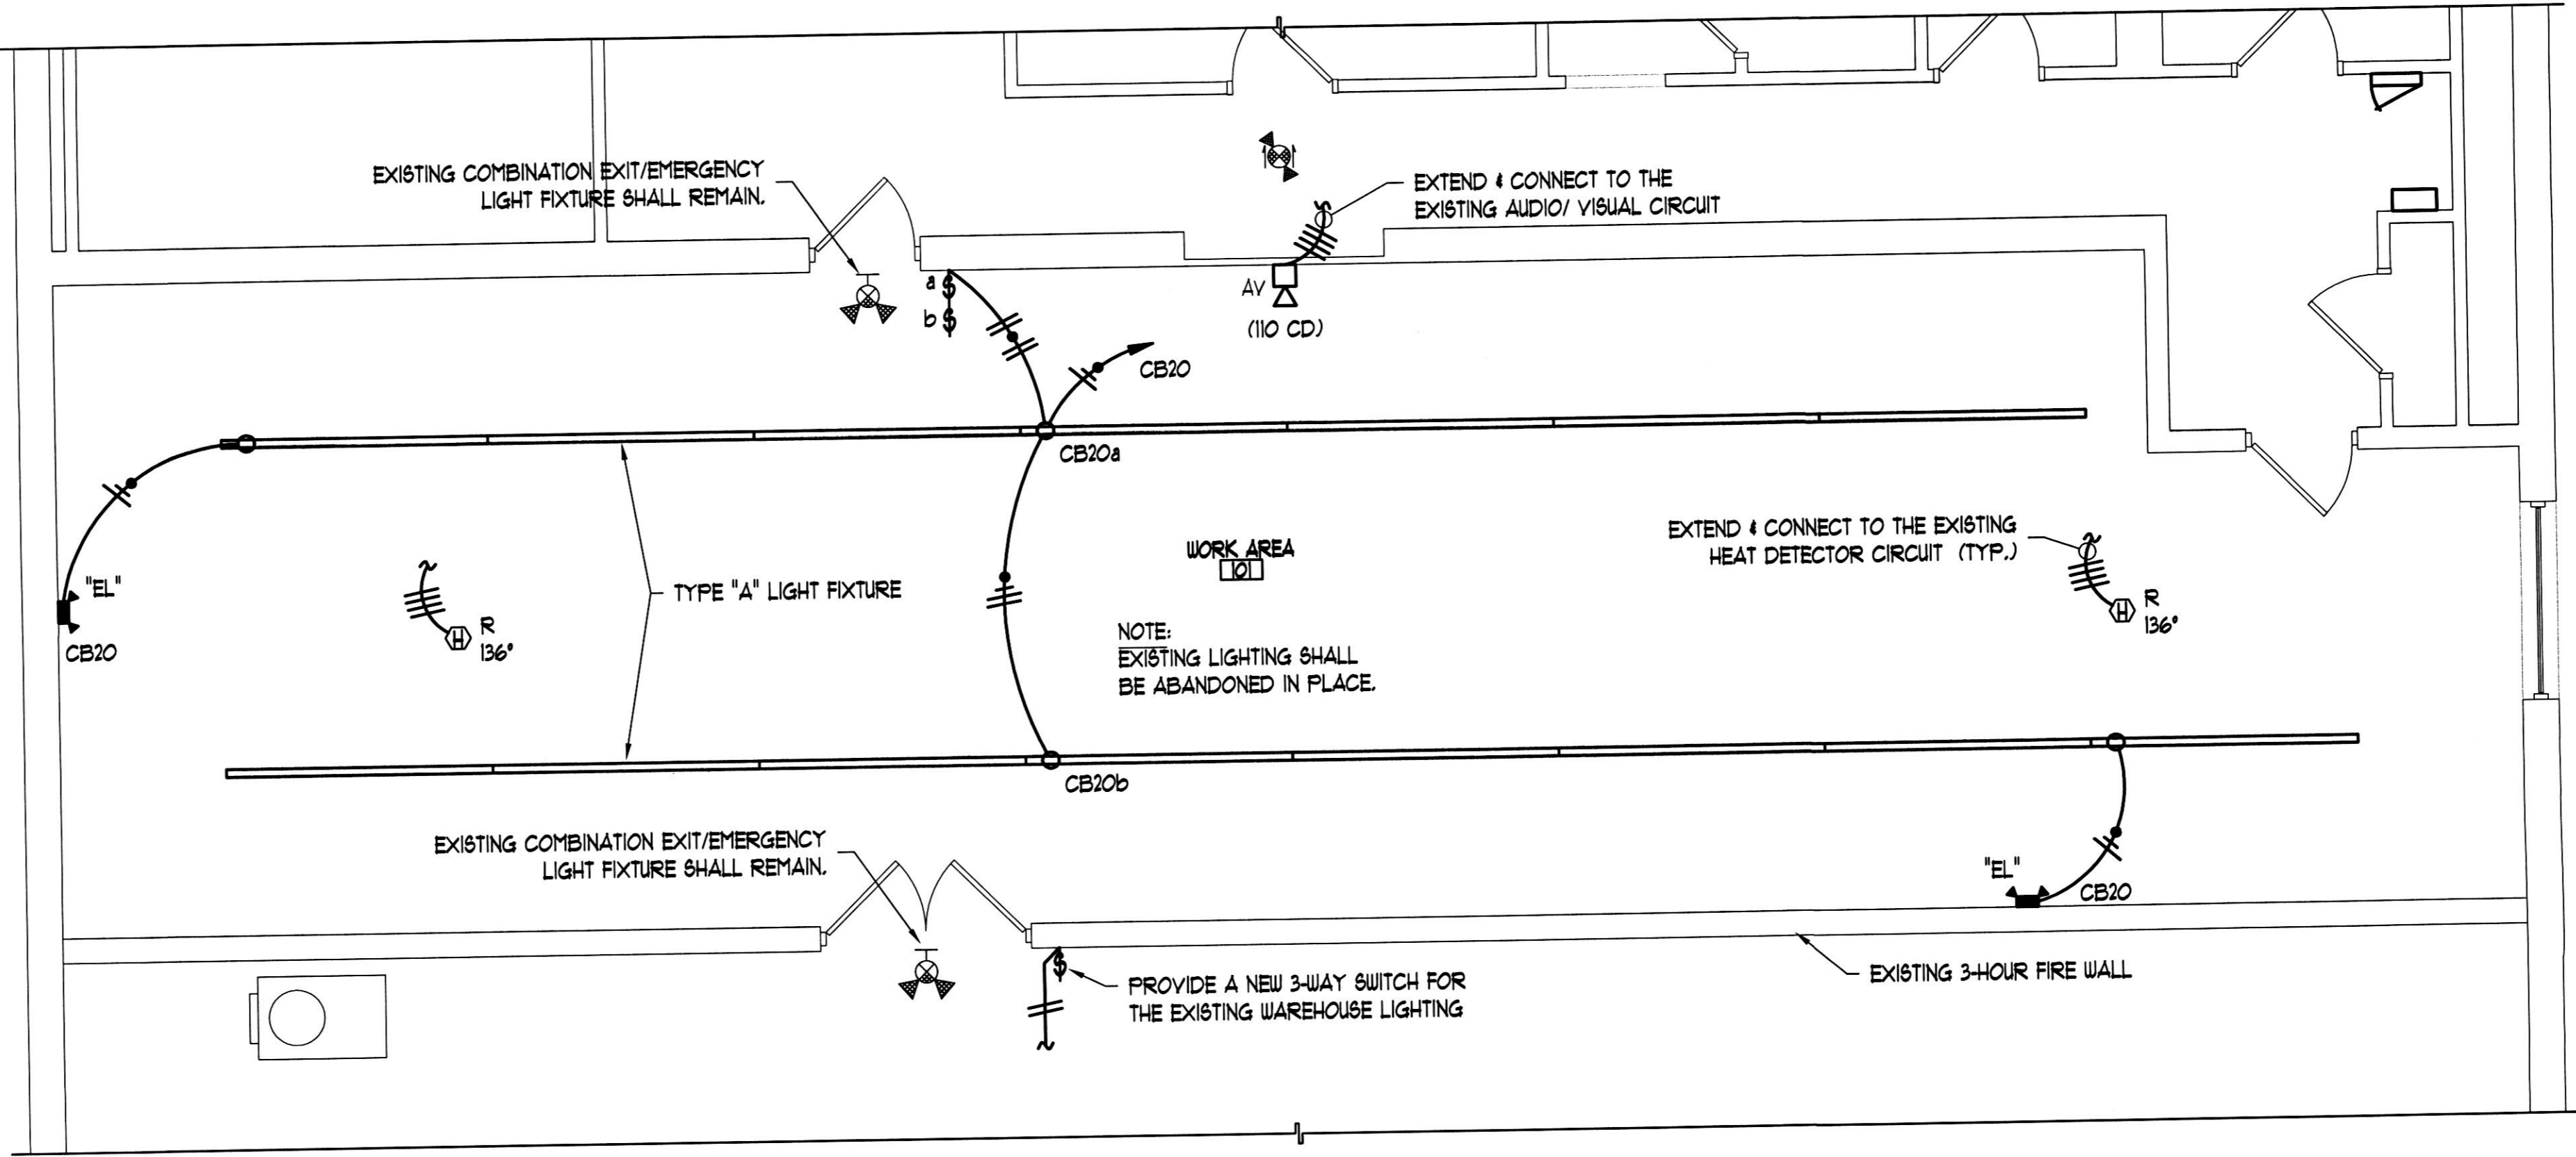 EXISTING COMBINATION EXIT/EMERGENCY
LIGHT FIXTURE SHALL REMAIN.
EXTEND & CONNECT TO THE
EXISTING AUDIO/ VISUAL CIRCUIT
a $
b $
AV
(110 CD)
CB20
CB20a
"EL"
CB20
H
R
136°
TYPE "A" LIGHT FIXTURE
WORK AREA
0
NOTE:
EXISTING LIGHTING SHALL
BE ABANDONED IN PLACE.
EXTEND & CONNECT TO THE EXISTING
HEAT DETECTOR CIRCUIT (TYP.)
H
R
136°
CB20b
EXISTING COMBINATION EXIT/EMERGENCY
LIGHT FIXTURE SHALL REMAIN.
"EL"
CB20
$
PROVIDE A NEW 3-WAY SWITCH FOR
THE EXISTING WAREHOUSE LIGHTING
EXISTING 3-HOUR FIRE WALL